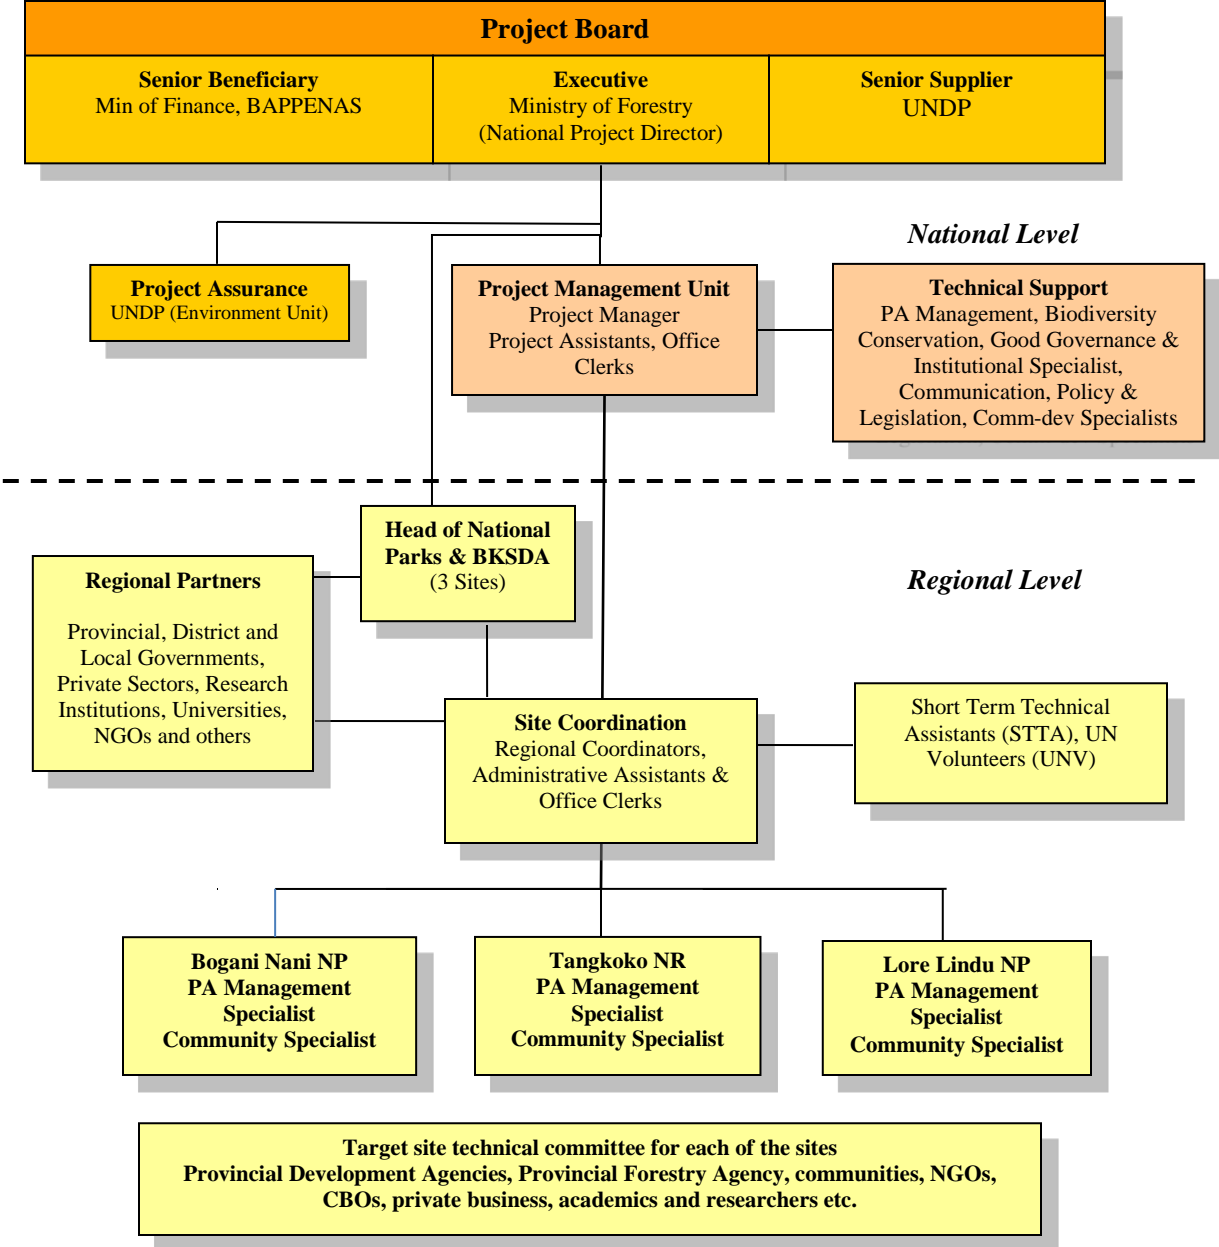 Project Board
Senior Beneficiary
Min of Finance, BAPPENAS
Executive
Ministry of Forestry
(National Project Director)
Senior Supplier
UNDP
National Level
Project Assurance
UNDP (Environment Unit)
Project Management Unit
Project Manager
Project Assistants, Office
Clerks
Technical Support
PA Management, Biodiversity
Conservation, Good Governance &
Institutional Specialist,
Communication, Policy &
Legislation, Comm-dev Specialists
Head of National
Parks & BKSDA
(3 Sites)
Regional Level
Regional Partners
Provincial, District and
Local Governments,
Private Sectors, Research
Institutions, Universities,
NGOs and others
Site Coordination
Regional Coordinators,
Administrative Assistants &
Office Clerks
Short Term Technical
Assistants (STTA), UN
Volunteers (UNV)
Bogani Nani NP
PA Management
Specialist
Community Specialist
Tangkoko NR
PA Management
Specialist
Community Specialist
Lore Lindu NP
PA Management
Specialist
Community Specialist
Target site technical committee for each of the sites
Provincial Development Agencies, Provincial Forestry Agency, communities, NGOs,
CBOs, private business, academics and researchers etc.